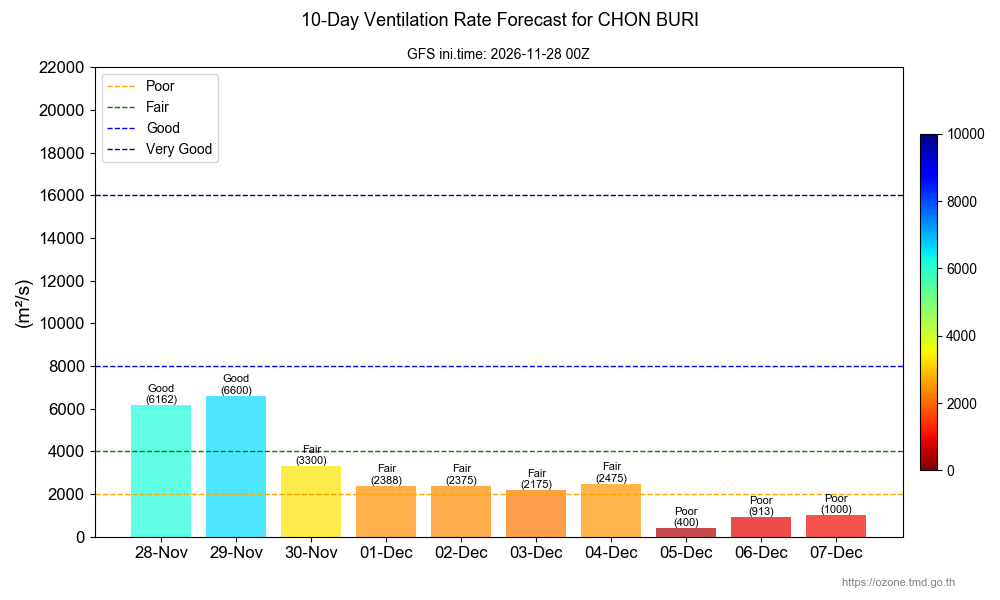 10-Day Ventilation Rate Forecast for CHON BURI
GFS ini.time: 2026-11-28 00Z
(m²/s)
22000
20000
18000
16000
14000
12000
10000
8000
6000
4000
2000
0
Poor
Fair
Good
Very Good
Good
(6162)
Good
(6600)
Fair
(3300)
Fair
(2388)
Fair
(2375)
Fair
(2175)
Fair
(2475)
Poor
(400)
Poor
(913)
Poor
(1000)
28-Nov
29-Nov
30-Nov
01-Dec
02-Dec
03-Dec
04-Dec
05-Dec
06-Dec
07-Dec
10000
8000
6000
4000
2000
0
https://ozone.tmd.go.th